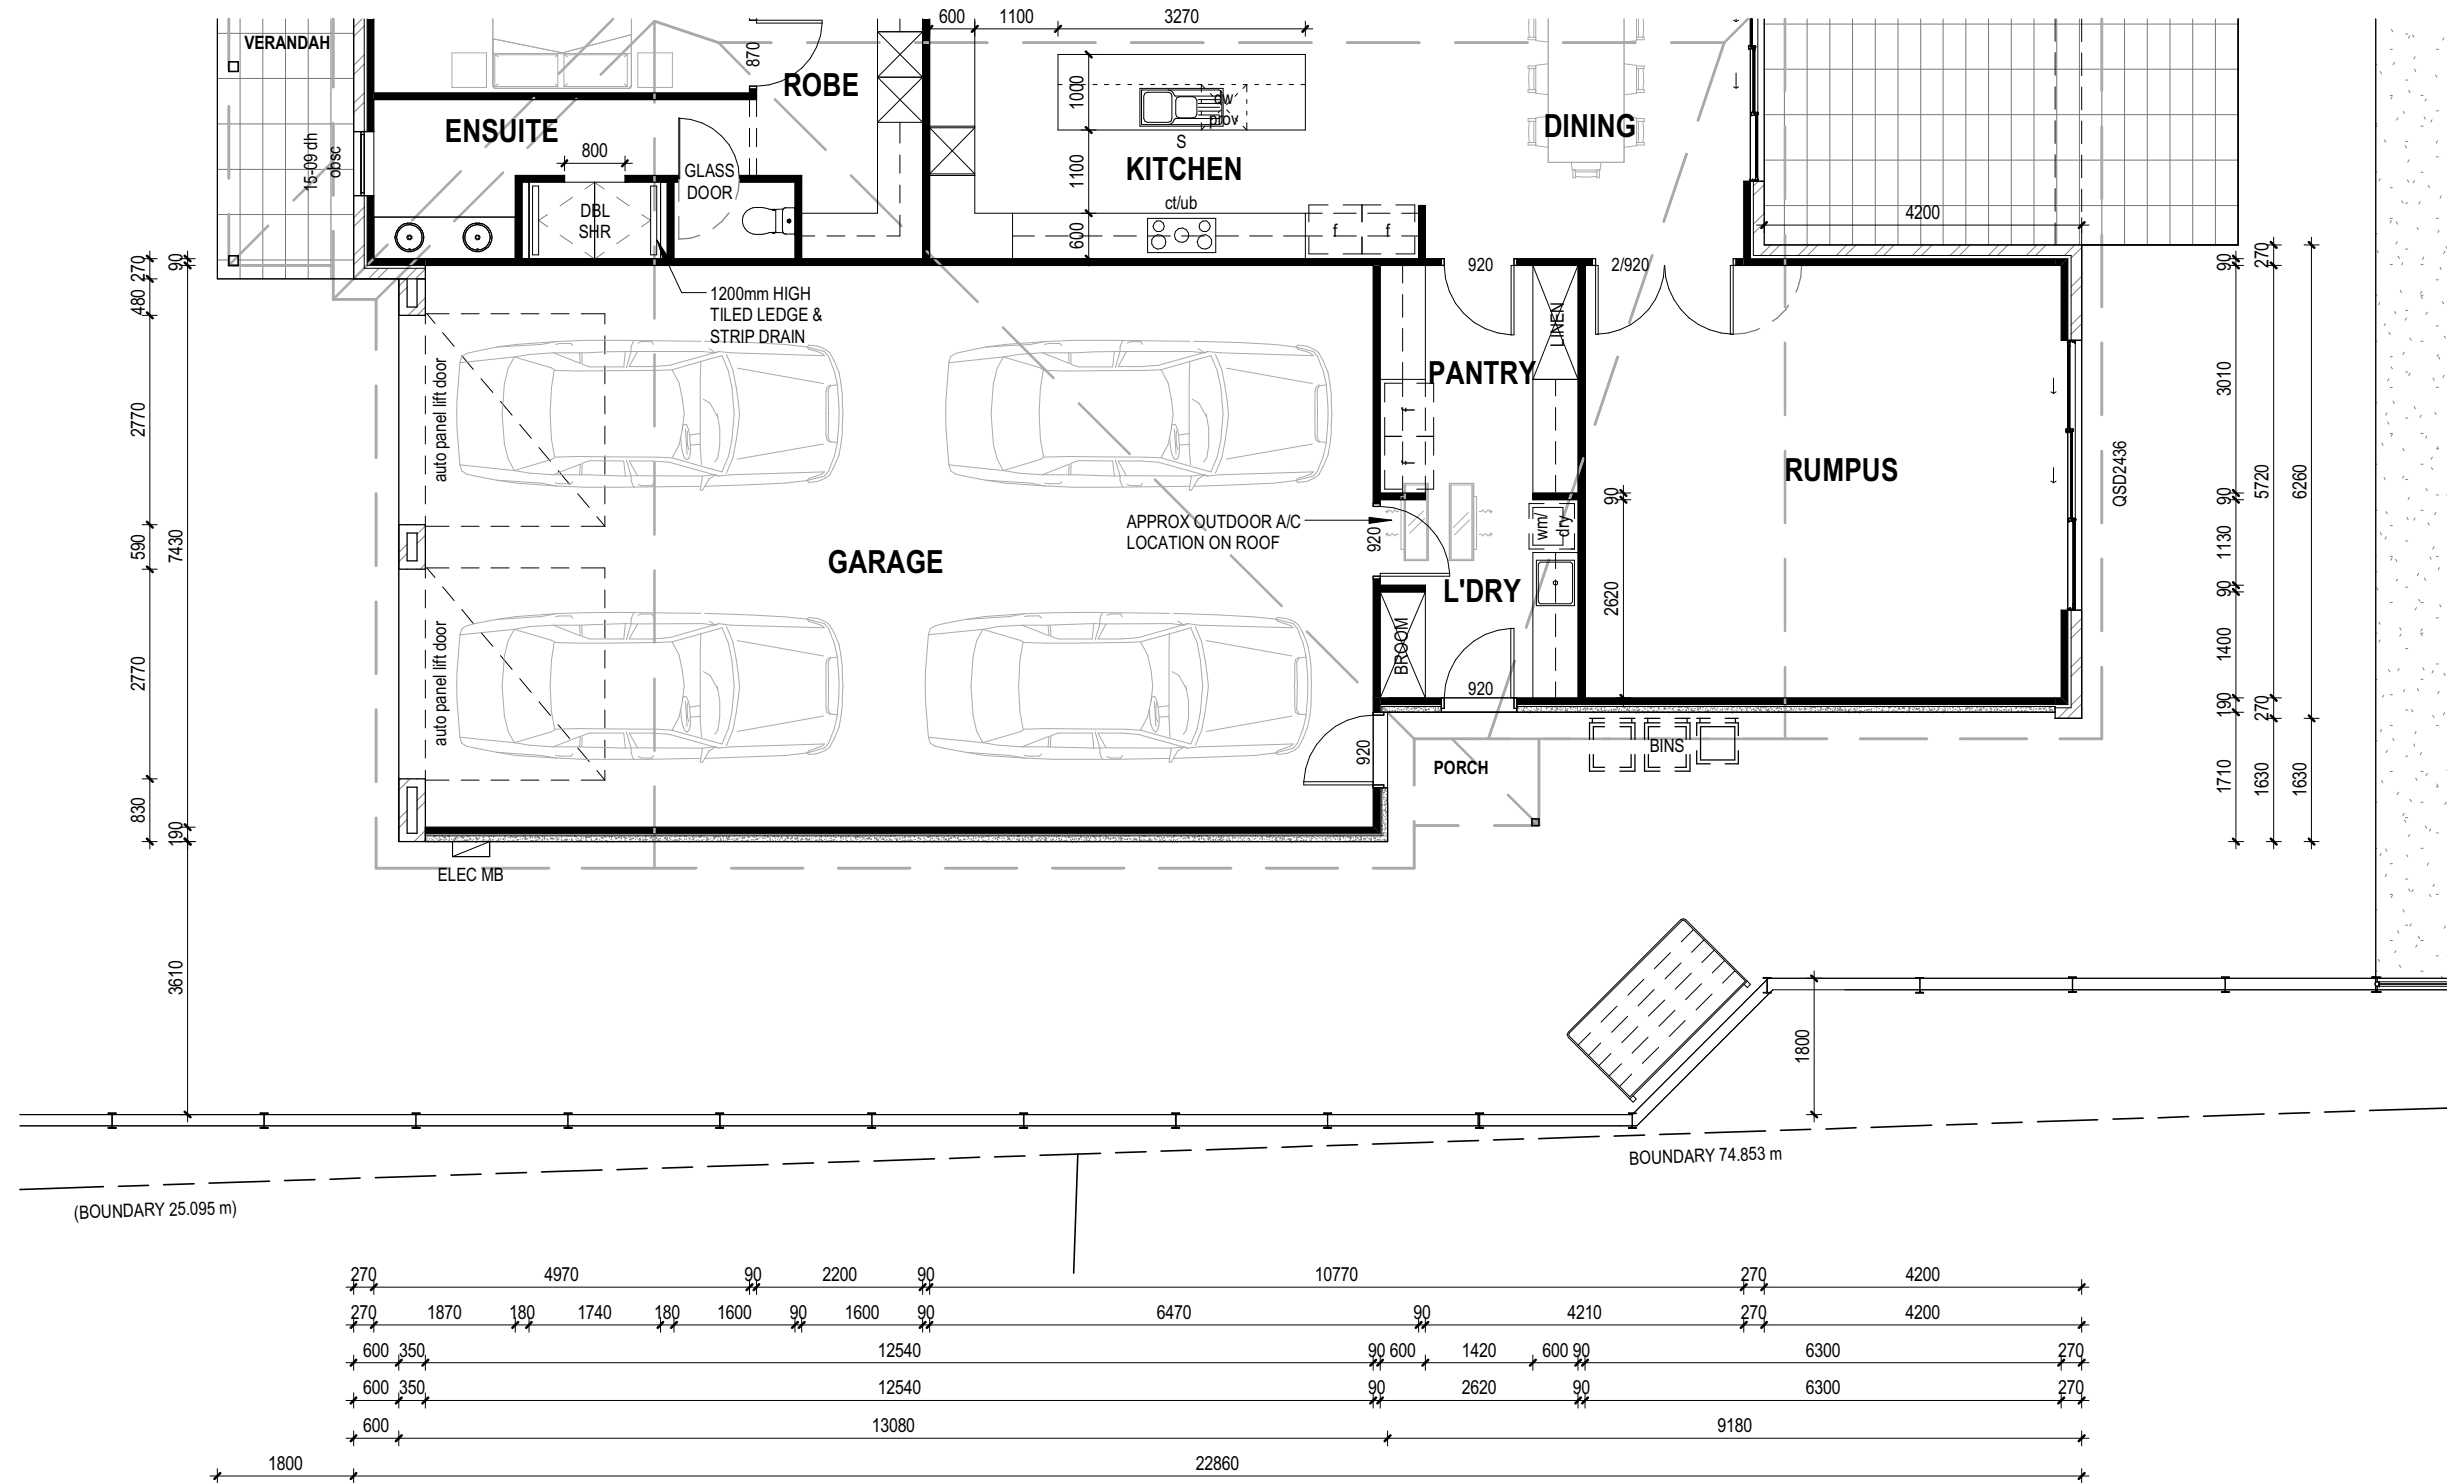 600
1100
3270
VERANDAH
870
ROBE
1000
dw
prov
ENSUITE
DINING
15-09 dh
obsc
800
S
GLASS
DOOR
KITCHEN
1100
ct/ub
DBL
SHR
600
f
f
4200
270
90
480
2770
590
2770
830
7430
190
3610
920
2/920
1200mm HIGH
TILED LEDGE &
STRIP DRAIN
LINEN
auto panel lift door
PANTRY
f
f
RUMPUS
QSD2436
APPROX OUTDOOR A/C
LOCATION ON ROOF
920
wm/
dry
90
2620
GARAGE
L'DRY
auto panel lift door
BROOM
920
920
PORCH
BINS
ELEC MB
90
3010
90
1130
90
1400
190
1710
270
5720
270
1630
6260
1630
1800
BOUNDARY 74.853 m
(BOUNDARY 25.095 m)
270 4970 90 2200 90 10770 270 4200
270 1870 180 1740 180 1600 90 1600 90 6470 90 4210 270 4200
600 350 12540 90 600 1420 600 90 6300 270
600 350 12540 90 2620 90 6300 270
600 13080 9180
1800 22860